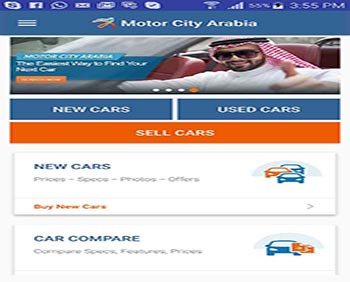 55% 3:55 PM
Motor City Arabia
MOTOR CITY ARABIA
The Easiest Way to Find Your
Next Car
NEW CARS
USED CARS
SELL CARS
NEW CARS
Prices - Specs - Photos - Offers
Buy New Cars
CAR COMPARE
Compare Specs, Features, Prices